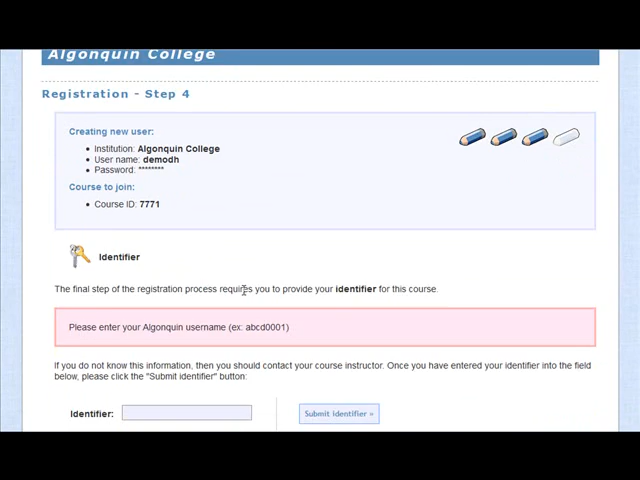 Algonquin College
Registration - Step 4
Creating new user:
Institution: Algonquin College
User name: demodh
Password: ********
Course to join:
Course ID: 7771
Identifier
The final step of the registration process requires you to provide your identifier for this course.
Please enter your Algonquin username (ex: abcd0001)
If you do not know this information, then you should contact your course instructor. Once you have entered your identifier into the field
below, please click the "Submit identifier" button:
Identifier:
Submit Identifier »